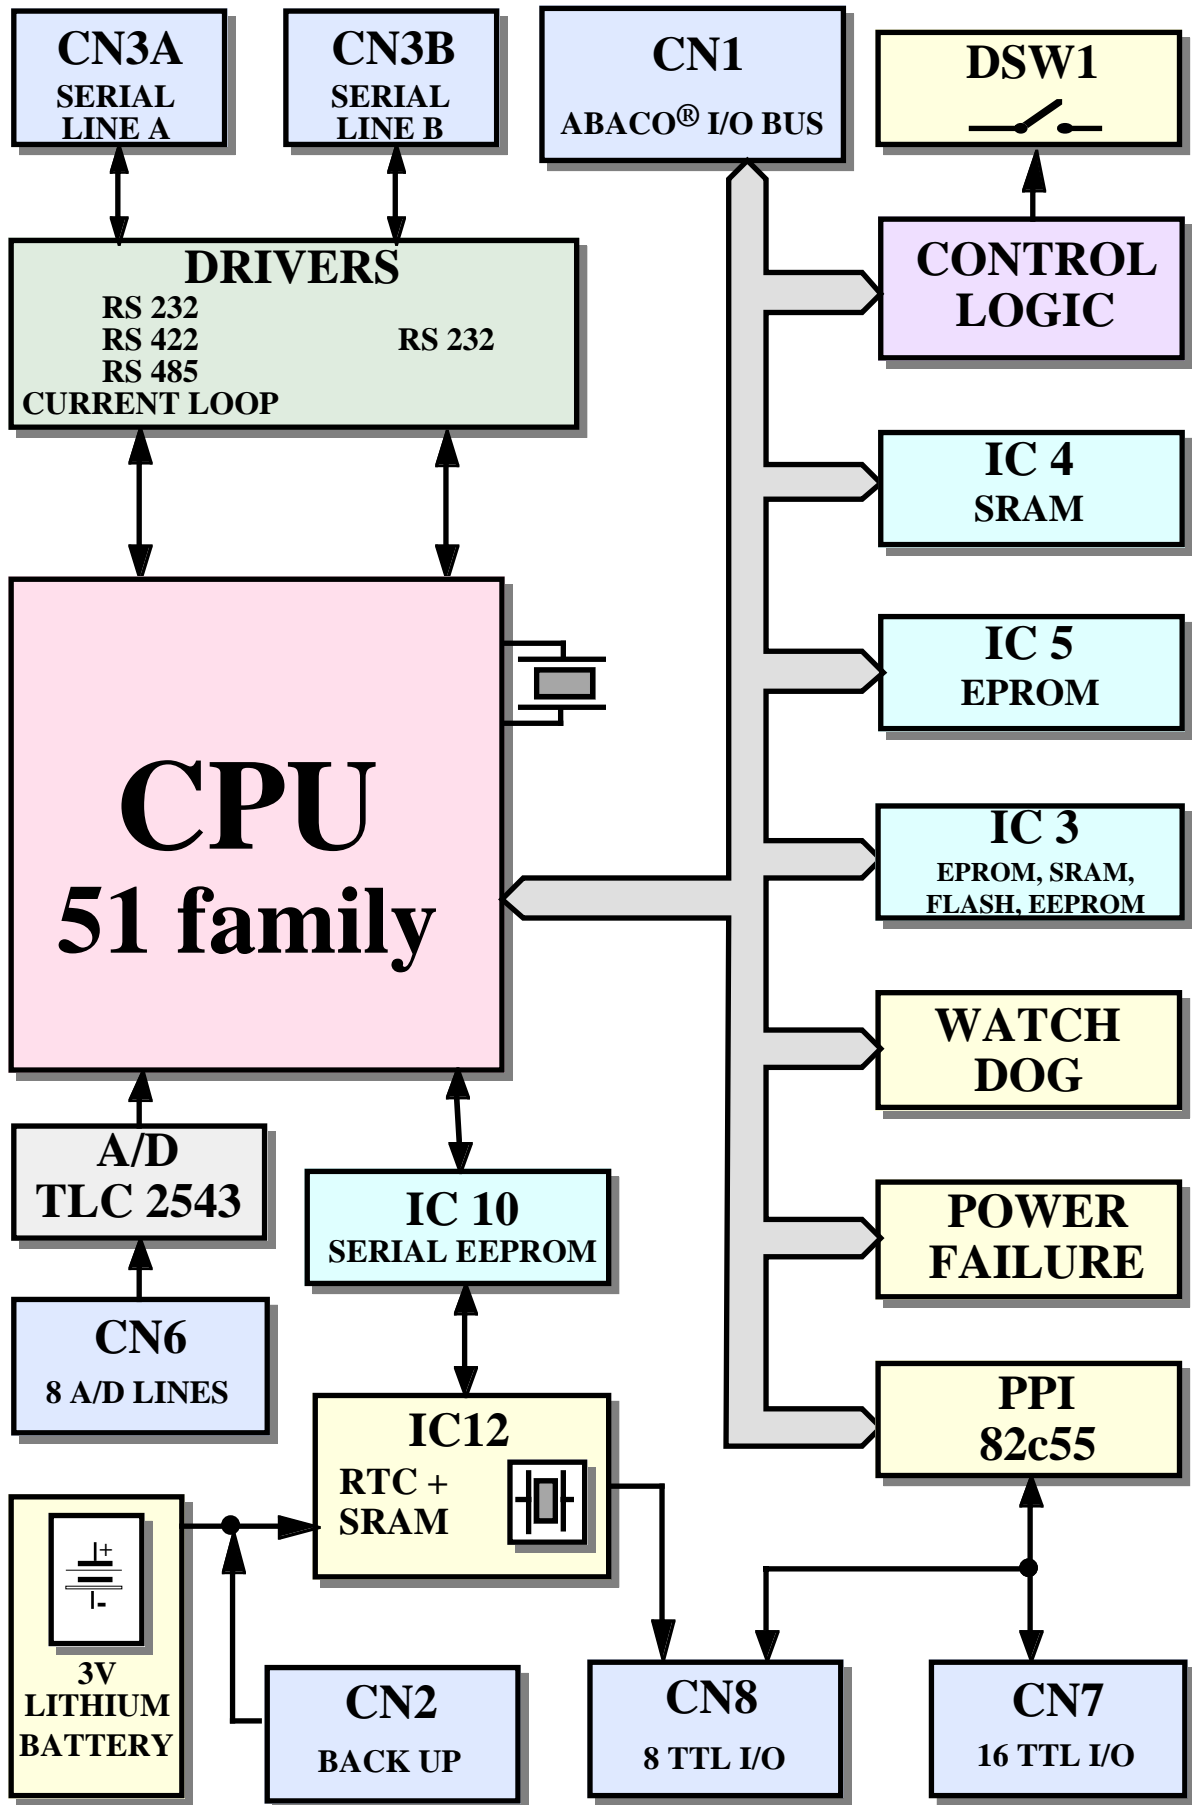 CN3A
SERIAL
LINE A
CN3B
SERIAL
LINE B
CN1
ABACO® I/O BUS
DSW1
DRIVERS
RS 232
RS 422
RS 485
CURRENT LOOP
RS 232
CONTROL
LOGIC
IC 4
SRAM
IC 5
EPROM
CPU
51 family
IC 3
EPROM, SRAM,
FLASH, EEPROM
WATCH
DOG
A/D
TLC 2543
IC 10
SERIAL EEPROM
POWER
FAILURE
CN6
8 A/D LINES
IC12
RTC +
SRAM
PPI
82c55
+
-
3V
LITHIUM
BATTERY
CN2
BACK UP
CN8
8 TTL I/O
CN7
16 TTL I/O